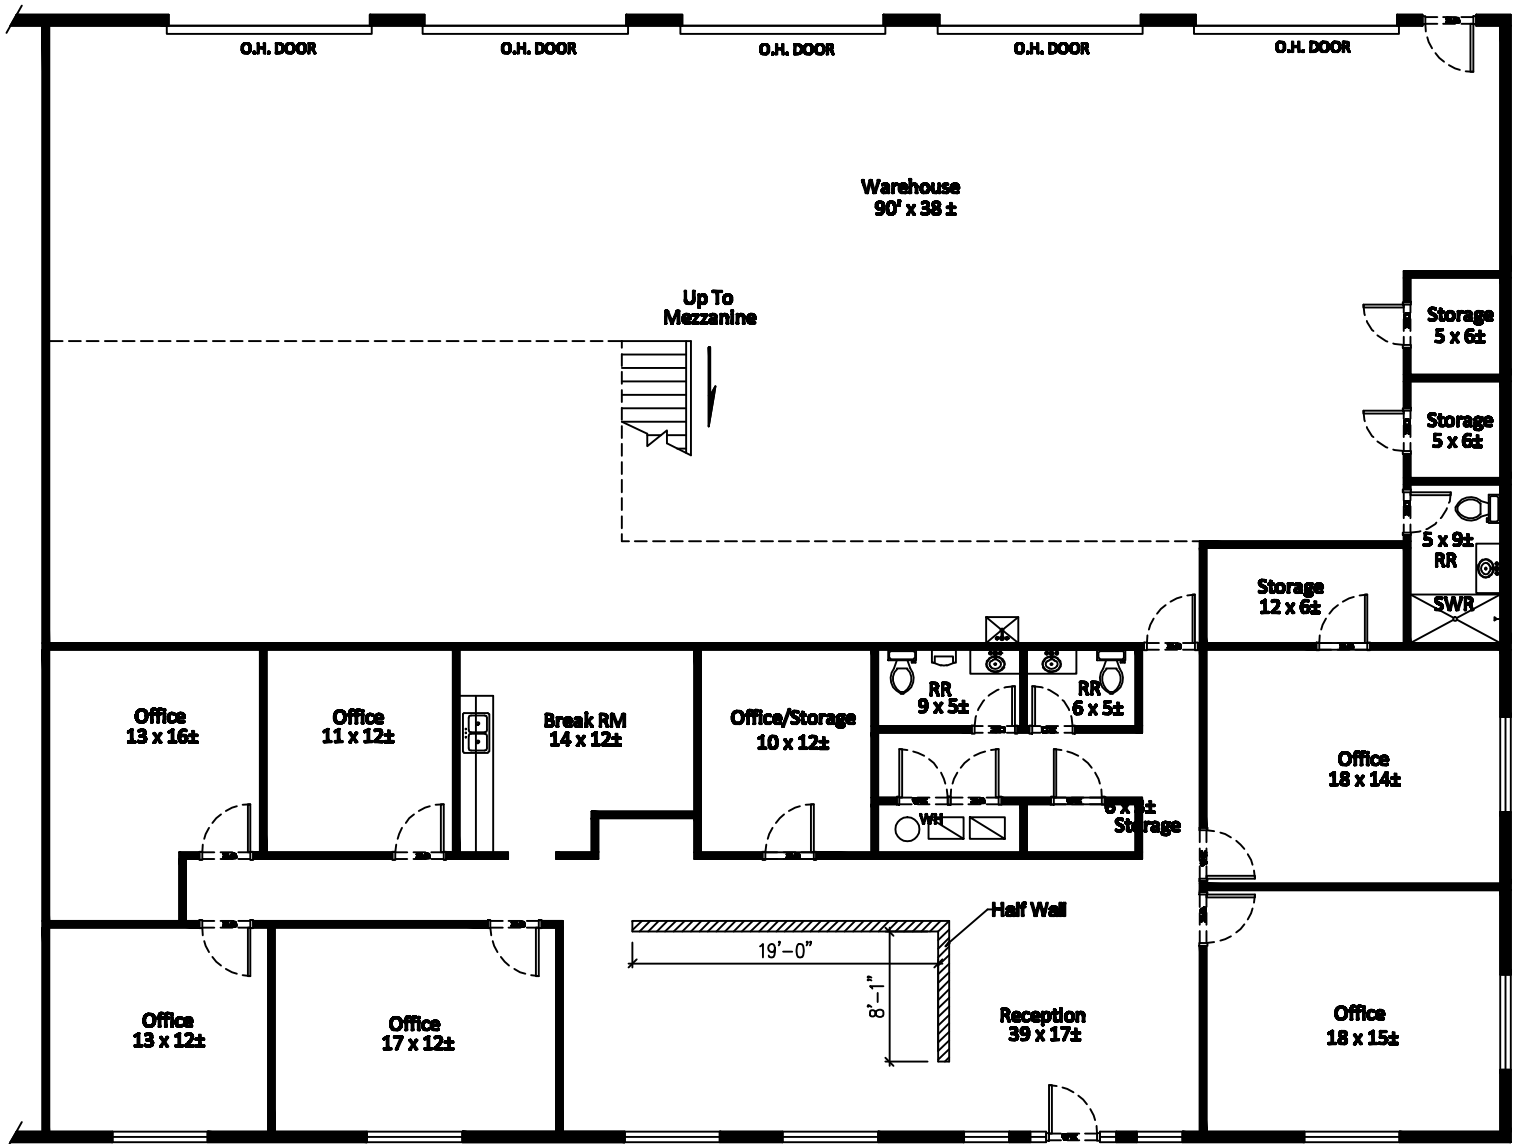 O.H. DOOR
O.H. DOOR
O.H. DOOR
O.H. DOOR
O.H. DOOR
Warehouse
90' x 38 ±
Up To
Mezzanine
Storage
5 x 6±
Storage
5 x 6±
5 x 9±
RR
SWR
Storage
12 x 6±
Office
13 x 16±
Office
11 x 12±
Break RM
14 x 12±
Office/Storage
10 x 12±
RR
9 x 5±
RR
6 x 5±
Office
18 x 14±
WH
Storage
Half Wall
19'-0"
8'-1"
Office
13 x 12±
Office
17 x 12±
Reception
39 x 17±
Office
18 x 15±